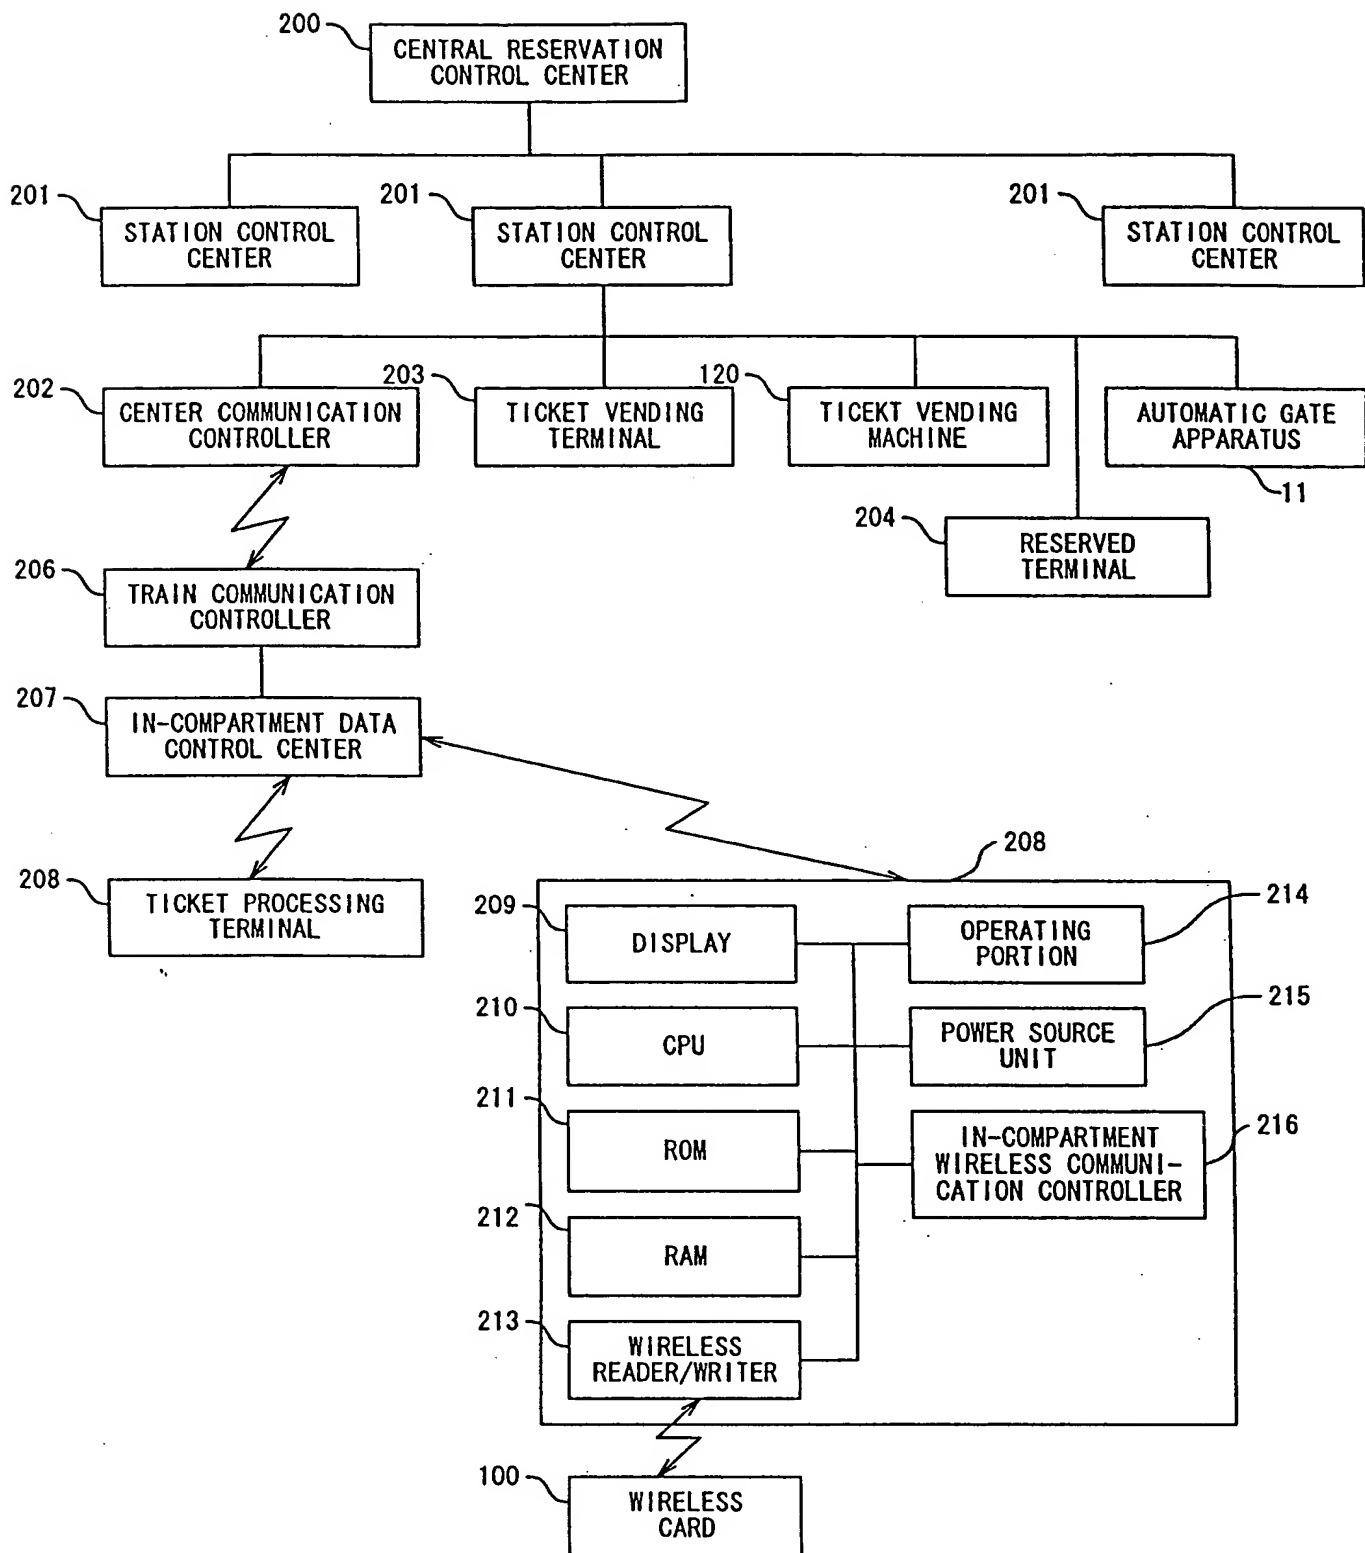 200
CENTRAL RESERVATION
CONTROL CENTER
201
STATION CONTROL
CENTER
201
STATION CONTROL
CENTER
201
STATION CONTROL
CENTER
202
CENTER COMMUNICATION
CONTROLLER
203
TICKET VENDING
TERMINAL
120
TICEKT VENDING
MACHINE
AUTOMATIC GATE
APPARATUS
11
204
RESERVED
TERMINAL
206
TRAIN COMMUNICATION
CONTROLLER
207
IN-COMPARTMENT DATA
CONTROL CENTER
208
TICKET PROCESSING
TERMINAL
208
209
DISPLAY
214
OPERATING
PORTION
210
CPU
215
POWER SOURCE
UNIT
211
ROM
216
IN-COMPARTMENT
WIRELESS COMMUNI-
CATION CONTROLLER
212
RAM
213
WIRELESS
READER/WRITER
100
WIRELESS
CARD